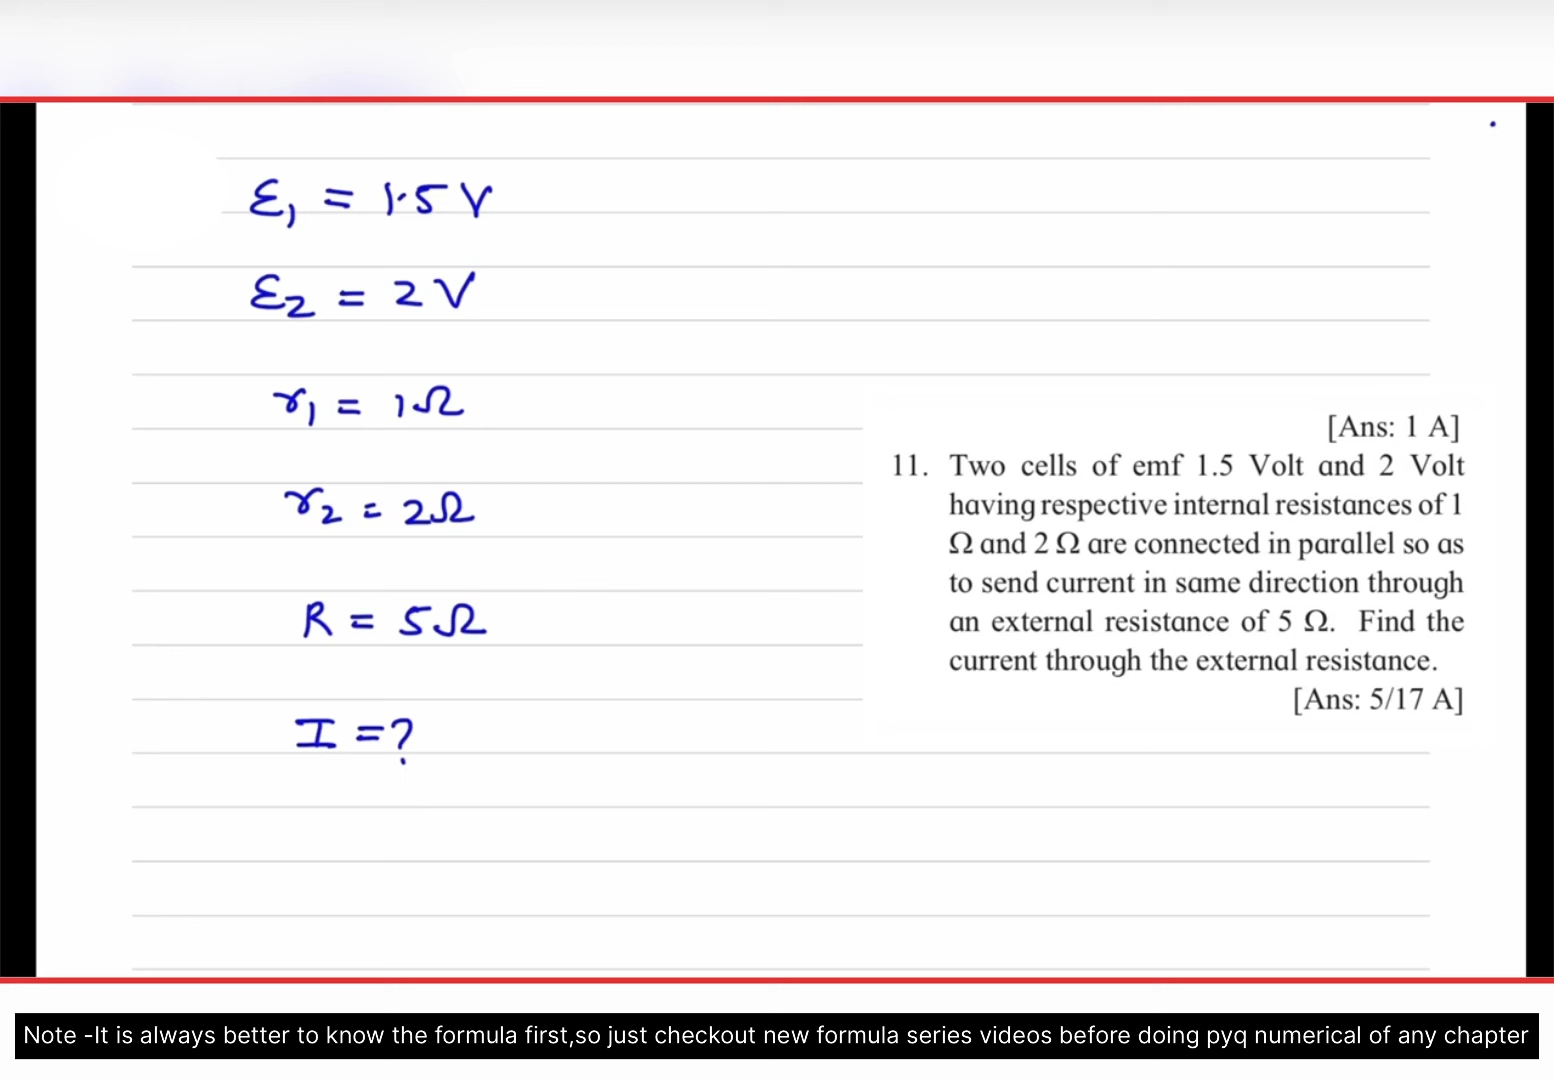 ε₁ = 1.5 V
ε₂ = 2 V
r₁ = 1Ω
r₂ = 2Ω
R = 5Ω
I = ?
[Ans: 1 A]
11. Two cells of emf 1.5 Volt and 2 Volt
having respective internal resistances of 1
Ω and 2 Ω are connected in parallel so as
to send current in same direction through
an external resistance of 5 Ω. Find the
current through the external resistance.
[Ans: 5/17 A]
Note -It is always better to know the formula first,so just checkout new formula series videos before doing pyq numerical of any chapter